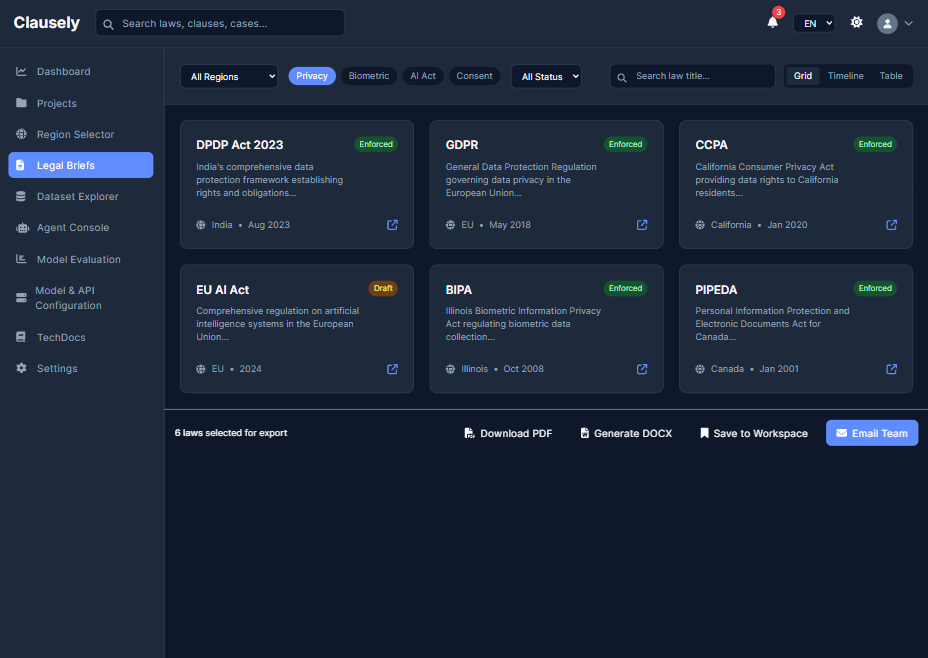 Clausely
Search laws, clauses, cases...
3
EN
Dashboard
Projects
Region Selector
Legal Briefs
Dataset Explorer
Agent Console
Model Evaluation
Model & API
Configuration
TechDocs
Settings
All Regions
Privacy
Biometric
AI Act
Consent
All Status
Search law title...
Grid
Timeline
Table
DPDP Act 2023
Enforced
India's comprehensive data
protection framework establishing
rights and obligations...
India • Aug 2023
GDPR
Enforced
General Data Protection Regulation
governing data privacy in the
European Union...
EU • May 2018
CCPA
Enforced
California Consumer Privacy Act
providing data rights to California
residents...
California • Jan 2020
EU AI Act
Draft
Comprehensive regulation on artificial
intelligence systems in the European
Union...
EU • 2024
BIPA
Enforced
Illinois Biometric Information Privacy
Act regulating biometric data
collection...
Illinois • Oct 2008
PIPEDA
Enforced
Personal Information Protection and
Electronic Documents Act for
Canada...
Canada • Jan 2001
6 laws selected for export
Download PDF
Generate DOCX
Save to Workspace
Email Team